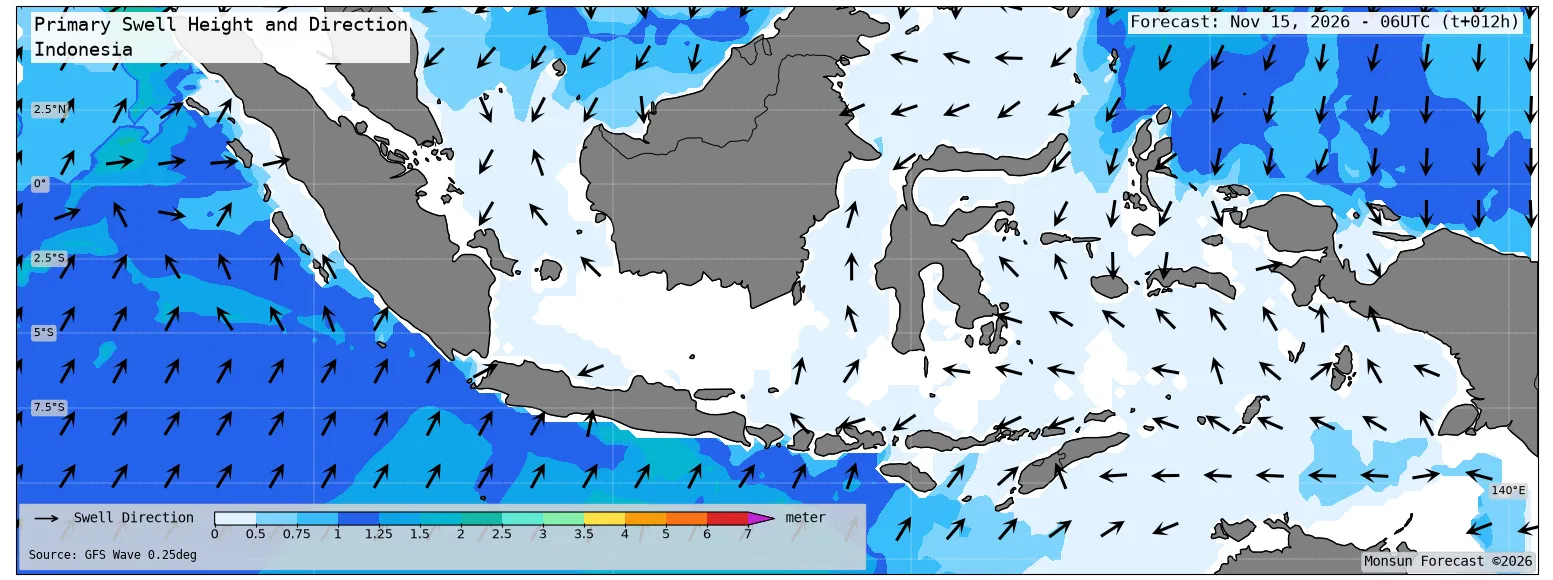 Primary Swell Height and Direction
Indonesia
Forecast: Nov 15, 2026 - 06UTC (t+012h)
2.5°N
0°
2.5°S
5°S
7.5°S
140°E
Swell Direction
0 0.5 0.75 1 1.25 1.5 2 2.5 3 3.5 4 5 6 7
meter
Source: GFS Wave 0.25deg
Monsun Forecast ©2026